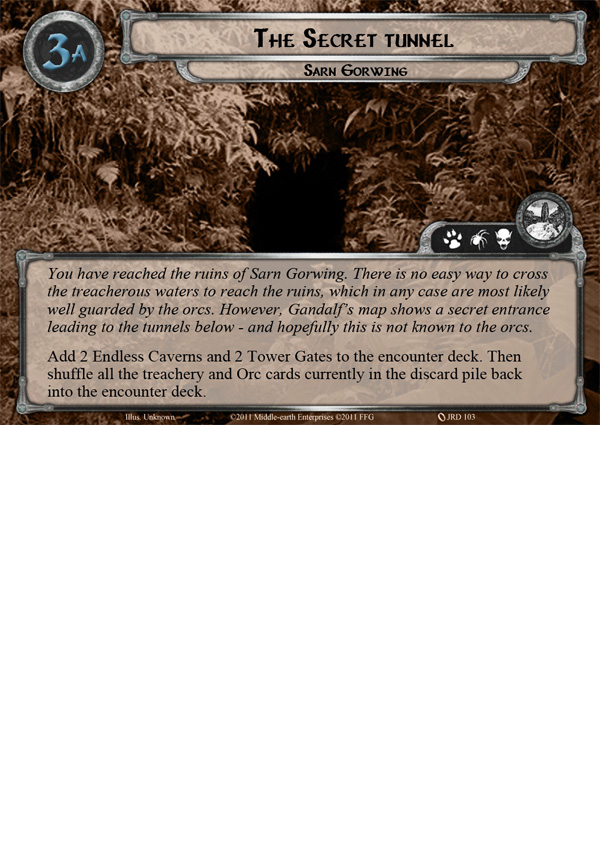 3A
The Secret tunnel
Sarn Gorwing
You have reached the ruins of Sarn Gorwing. There is no easy way to cross
the treacherous waters to reach the ruins, which in any case are most likely
well guarded by the orcs. However, Gandalf's map shows a secret entrance
leading to the tunnels below - and hopefully this is not known to the orcs.
Add 2 Endless Caverns and 2 Tower Gates to the encounter deck. Then
shuffle all the treachery and Orc cards currently in the discard pile back
into the encounter deck.
Illus. Unknown ©2011 Middle-earth Enterprises ©2011 FFG JRD 103